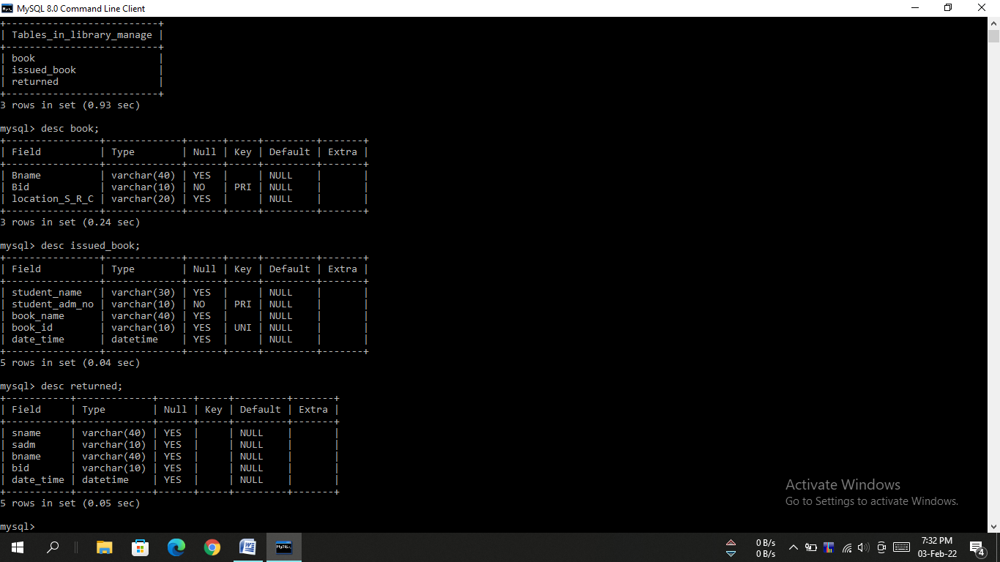 MySQL 8.0 Command Line Client
+--------------------------+
| Tables_in_library_manage |
+--------------------------+
| book                     |
| issued_book              |
| returned                 |
+--------------------------+
3 rows in set (0.93 sec)
mysql> desc book;
+----------------+-------------+------+-----+---------+-------+
| Field          | Type        | Null | Key | Default | Extra |
+----------------+-------------+------+-----+---------+-------+
| Bname          | varchar(40) | YES  |     | NULL    |       |
| Bid            | varchar(10) | NO   | PRI | NULL    |       |
| location_S_R_C | varchar(20) | YES  |     | NULL    |       |
+----------------+-------------+------+-----+---------+-------+
3 rows in set (0.24 sec)
mysql> desc issued_book;
+----------------+-------------+------+-----+---------+-------+
| Field          | Type        | Null | Key | Default | Extra |
+----------------+-------------+------+-----+---------+-------+
| student_name   | varchar(30) | YES  |     | NULL    |       |
| student_adm_no | varchar(10) | NO   | PRI | NULL    |       |
| book_name      | varchar(40) | YES  |     | NULL    |       |
| book_id        | varchar(10) | YES  | UNI | NULL    |       |
| date_time      | datetime    | YES  |     | NULL    |       |
+----------------+-------------+------+-----+---------+-------+
5 rows in set (0.04 sec)
mysql> desc returned;
+-----------+-------------+------+-----+---------+-------+
| Field     | Type        | Null | Key | Default | Extra |
+-----------+-------------+------+-----+---------+-------+
| sname     | varchar(40) | YES  |     | NULL    |       |
| sadm      | varchar(10) | YES  |     | NULL    |       |
| bname     | varchar(40) | YES  |     | NULL    |       |
| bid       | varchar(10) | YES  |     | NULL    |       |
| date_time | datetime    | YES  |     | NULL    |       |
+-----------+-------------+------+-----+---------+-------+
5 rows in set (0.05 sec)
mysql>
Activate Windows
Go to Settings to activate Windows.
0 B/s
0 B/s
7:32 PM
03-Feb-22
4